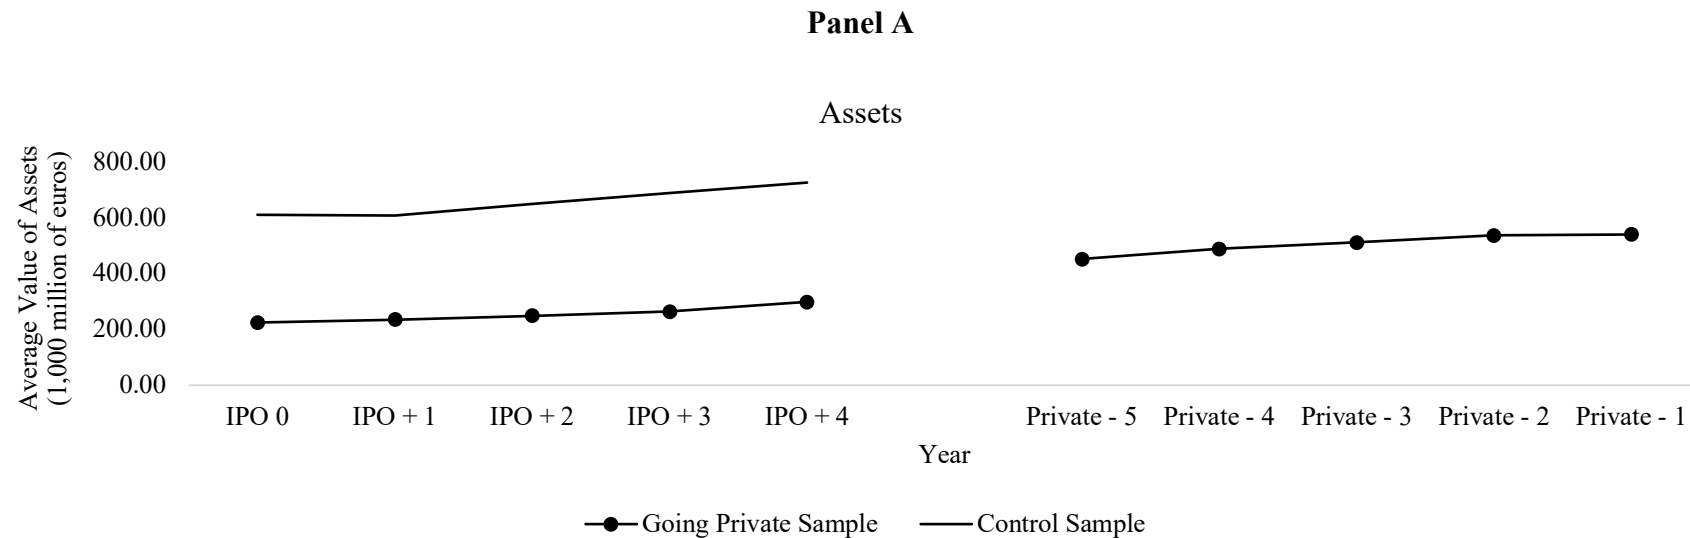 Panel A
Assets
Average Value of Assets
(1,000 million of euros)
800.00
600.00
400.00
200.00
0.00
IPO 0 IPO + 1 IPO + 2 IPO + 3 IPO + 4 Private - 5 Private - 4 Private - 3 Private - 2 Private - 1
Year
Going Private Sample Control Sample